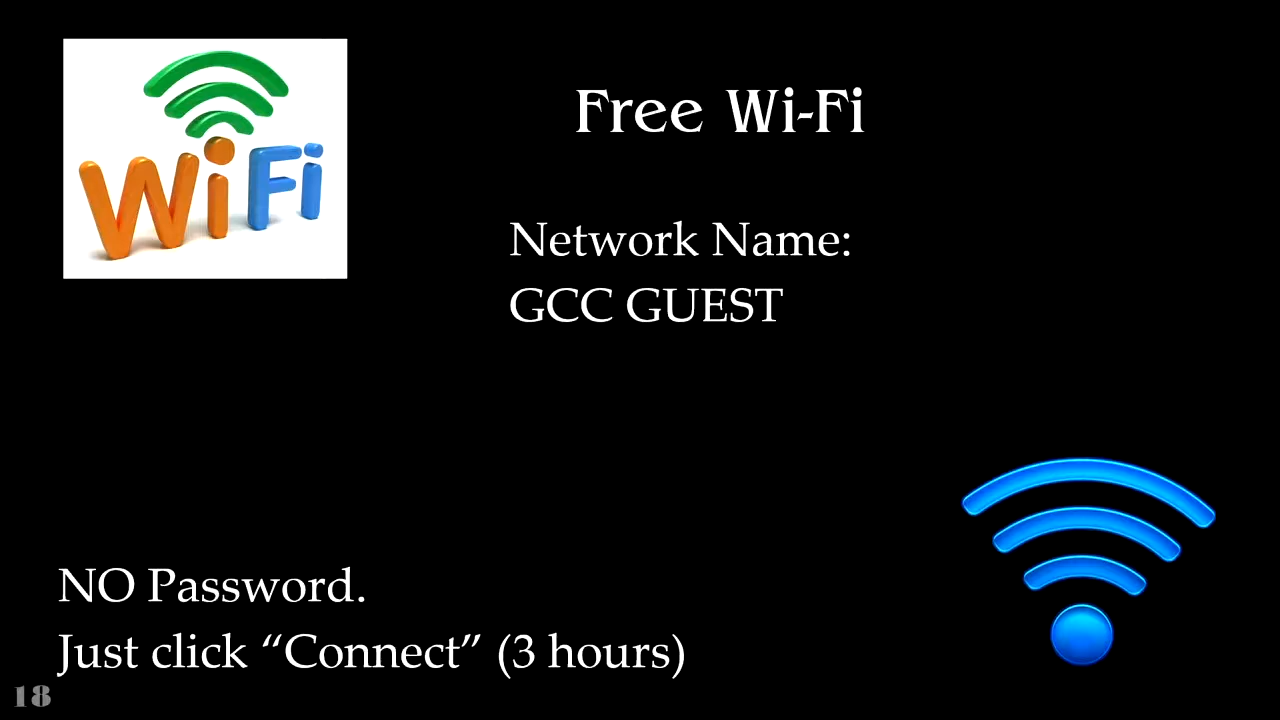 WiFi
Free Wi-Fi
Network Name:
GCC GUEST
NO Password.
Just click “Connect” (3 hours)
18